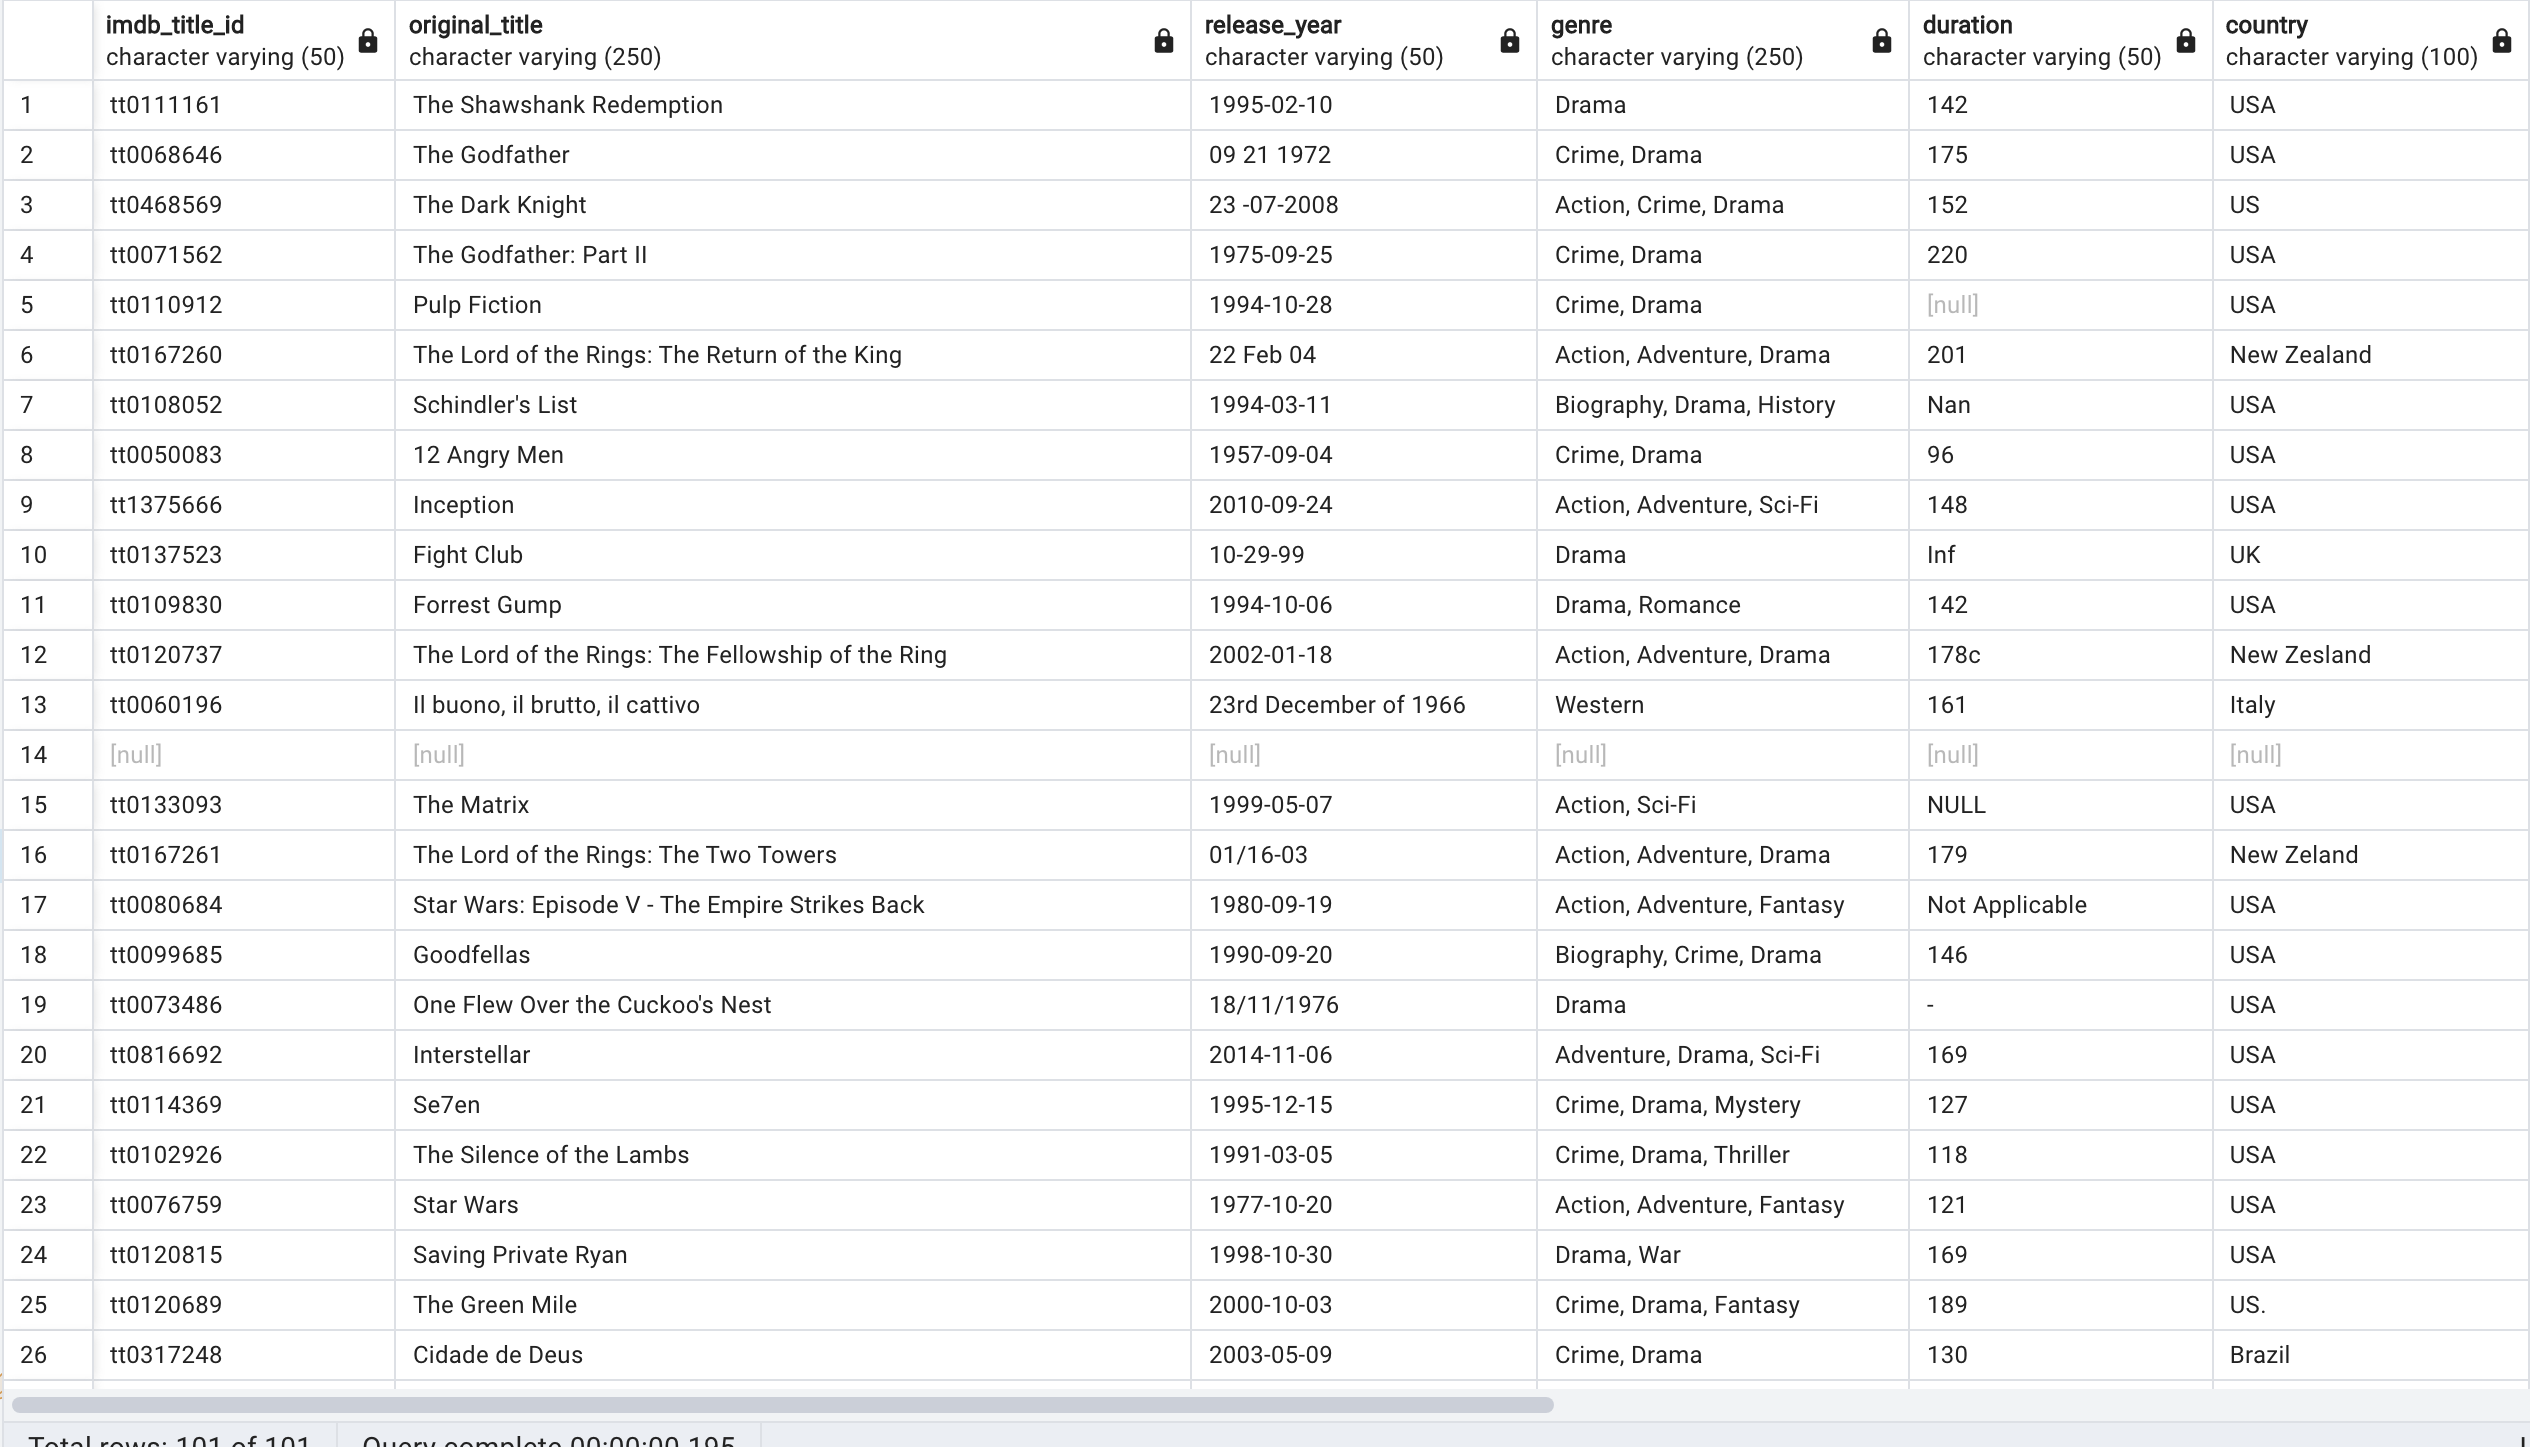 imdb_title_id original_title release_year genre duration country
character varying (50) character varying (250) character varying (50) character varying (250) character varying (50) character varying (100)
1 tt0111161 The Shawshank Redemption 1995-02-10 Drama 142 USA
2 tt0068646 The Godfather 09 21 1972 Crime, Drama 175 USA
3 tt0468569 The Dark Knight 23 -07-2008 Action, Crime, Drama 152 US
4 tt0071562 The Godfather: Part II 1975-09-25 Crime, Drama 220 USA
5 tt0110912 Pulp Fiction 1994-10-28 Crime, Drama [null] USA
6 tt0167260 The Lord of the Rings: The Return of the King 22 Feb 04 Action, Adventure, Drama 201 New Zealand
7 tt0108052 Schindler's List 1994-03-11 Biography, Drama, History Nan USA
8 tt0050083 12 Angry Men 1957-09-04 Crime, Drama 96 USA
9 tt1375666 Inception 2010-09-24 Action, Adventure, Sci-Fi 148 USA
10 tt0137523 Fight Club 10-29-99 Drama Inf UK
11 tt0109830 Forrest Gump 1994-10-06 Drama, Romance 142 USA
12 tt0120737 The Lord of the Rings: The Fellowship of the Ring 2002-01-18 Action, Adventure, Drama 178c New Zesland
13 tt0060196 Il buono, il brutto, il cattivo 23rd December of 1966 Western 161 Italy
14 [null] [null] [null] [null] [null] [null]
15 tt0133093 The Matrix 1999-05-07 Action, Sci-Fi NULL USA
16 tt0167261 The Lord of the Rings: The Two Towers 01/16-03 Action, Adventure, Drama 179 New Zeland
17 tt0080684 Star Wars: Episode V - The Empire Strikes Back 1980-09-19 Action, Adventure, Fantasy Not Applicable USA
18 tt0099685 Goodfellas 1990-09-20 Biography, Crime, Drama 146 USA
19 tt0073486 One Flew Over the Cuckoo's Nest 18/11/1976 Drama - USA
20 tt0816692 Interstellar 2014-11-06 Adventure, Drama, Sci-Fi 169 USA
21 tt0114369 Se7en 1995-12-15 Crime, Drama, Mystery 127 USA
22 tt0102926 The Silence of the Lambs 1991-03-05 Crime, Drama, Thriller 118 USA
23 tt0076759 Star Wars 1977-10-20 Action, Adventure, Fantasy 121 USA
24 tt0120815 Saving Private Ryan 1998-10-30 Drama, War 169 USA
25 tt0120689 The Green Mile 2000-10-03 Crime, Drama, Fantasy 189 US.
26 tt0317248 Cidade de Deus 2003-05-09 Crime, Drama 130 Brazil
Total rows: 101 of 101 Query complete 00:00:00.195